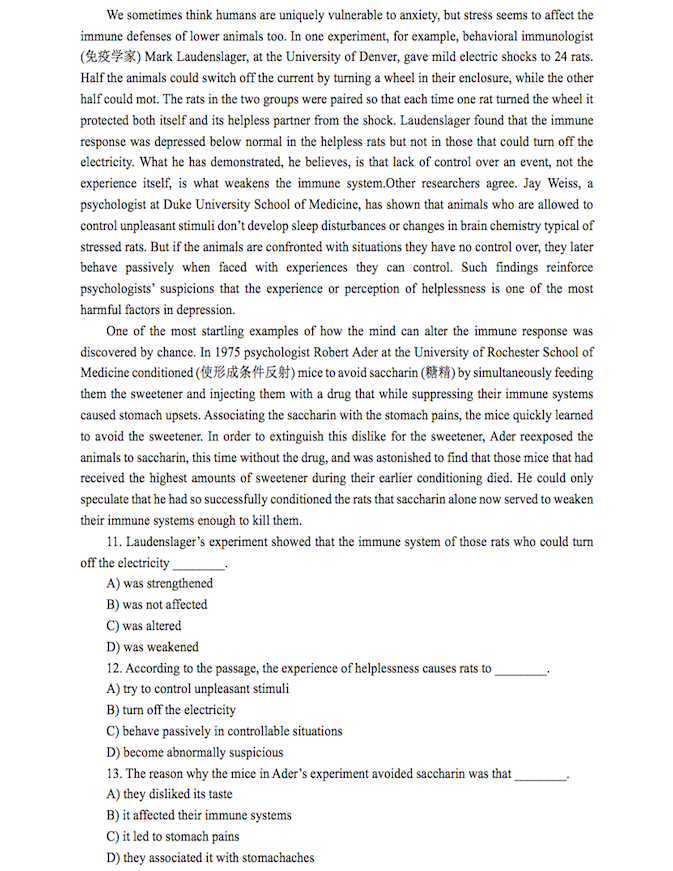 We sometimes think humans are uniquely vulnerable to anxiety, but stress seems to affect the
immune defenses of lower animals too. In one experiment, for example, behavioral immunologist
(免疫学家) Mark Laudenslager, at the University of Denver, gave mild electric shocks to 24 rats.
Half the animals could switch off the current by turning a wheel in their enclosure, while the other
half could mot. The rats in the two groups were paired so that each time one rat turned the wheel it
protected both itself and its helpless partner from the shock. Laudenslager found that the immune
response was depressed below normal in the helpless rats but not in those that could turn off the
electricity. What he has demonstrated, he believes, is that lack of control over an event, not the
experience itself, is what weakens the immune system.Other researchers agree. Jay Weiss, a
psychologist at Duke University School of Medicine, has shown that animals who are allowed to
control unpleasant stimuli don't develop sleep disturbances or changes in brain chemistry typical of
stressed rats. But if the animals are confronted with situations they have no control over, they later
behave passively when faced with experiences they can control. Such findings reinforce
psychologists' suspicions that the experience or perception of helplessness is one of the most
harmful factors in depression.
One of the most startling examples of how the mind can alter the immune response was
discovered by chance. In 1975 psychologist Robert Ader at the University of Rochester School of
Medicine conditioned (使形成条件反射) mice to avoid saccharin (糖精) by simultaneously feeding
them the sweetener and injecting them with a drug that while suppressing their immune systems
caused stomach upsets. Associating the saccharin with the stomach pains, the mice quickly learned
to avoid the sweetener. In order to extinguish this dislike for the sweetener, Ader reexposed the
animals to saccharin, this time without the drug, and was astonished to find that those mice that had
received the highest amounts of sweetener during their earlier conditioning died. He could only
speculate that he had so successfully conditioned the rats that saccharin alone now served to weaken
their immune systems enough to kill them.
11. Laudenslager's experiment showed that the immune system of those rats who could turn
off the electricity ________.
A) was strengthened
B) was not affected
C) was altered
D) was weakened
12. According to the passage, the experience of helplessness causes rats to ________.
A) try to control unpleasant stimuli
B) turn off the electricity
C) behave passively in controllable situations
D) become abnormally suspicious
13. The reason why the mice in Ader's experiment avoided saccharin was that ________.
A) they disliked its taste
B) it affected their immune systems
C) it led to stomach pains
D) they associated it with stomachaches